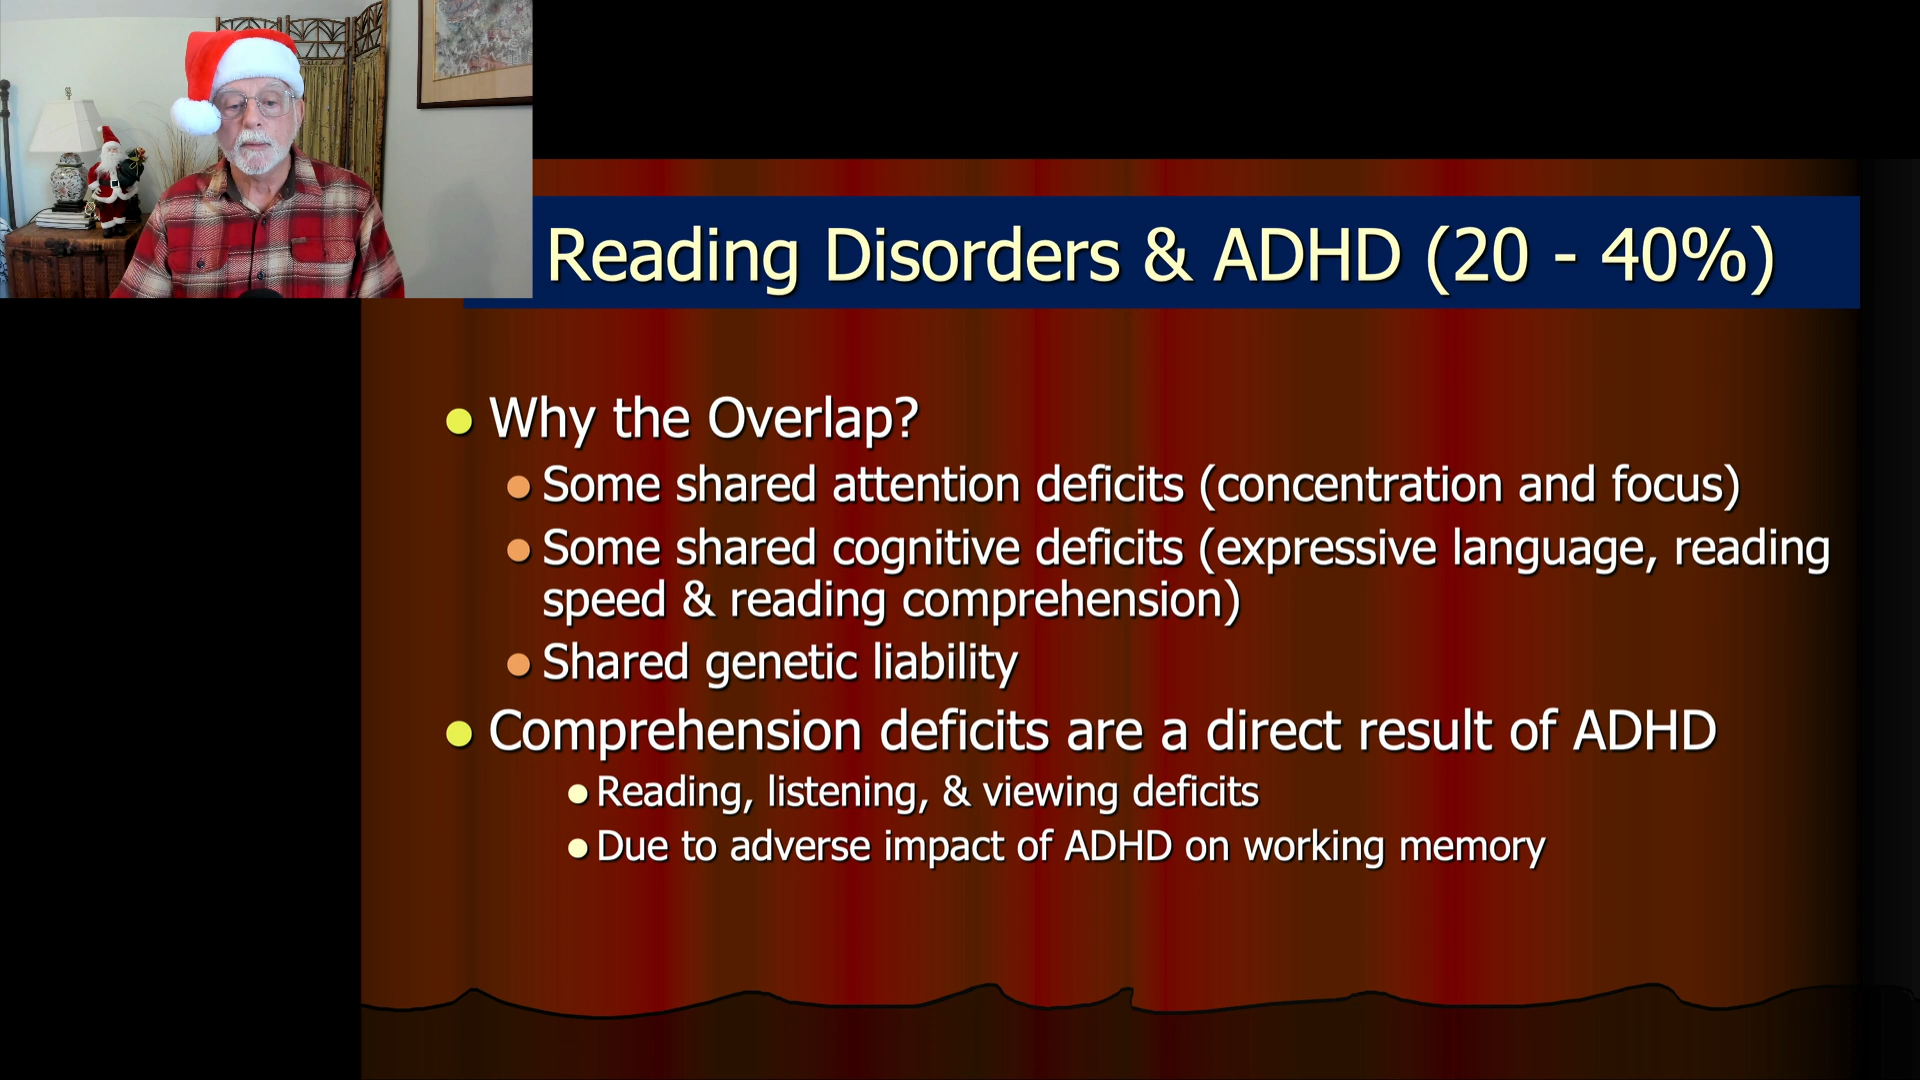 Reading Disorders & ADHD (20 - 40%)
Why the Overlap?
Some shared attention deficits (concentration and focus)
Some shared cognitive deficits (expressive language, reading
speed & reading comprehension)
Shared genetic liability
Comprehension deficits are a direct result of ADHD
Reading, listening, & viewing deficits
Due to adverse impact of ADHD on working memory